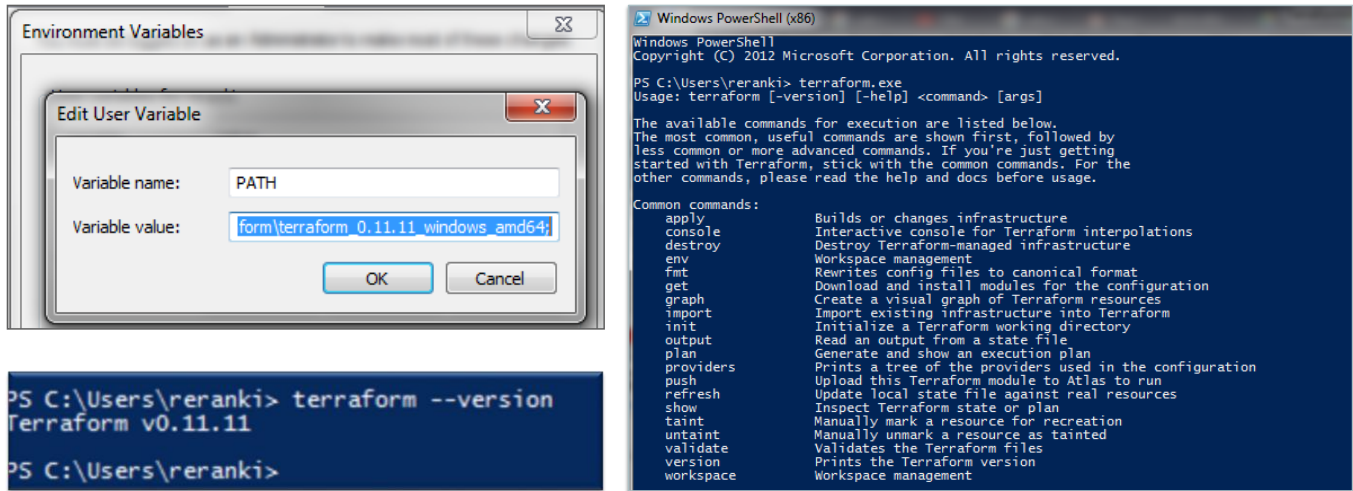 Environment Variables
Edit User Variable
Variable name:
PATH
Variable value:
form\terraform_0.11.11_windows_amd64;
OK
Cancel
PS C:\Users\reranki> terraform --version
Terraform v0.11.11
PS C:\Users\reranki>
Windows PowerShell (x86)
Windows PowerShell
Copyright (C) 2012 Microsoft Corporation. All rights reserved.
PS C:\Users\reranki> terraform.exe
Usage: terraform [-version] [-help] <command> [args]
The available commands for execution are listed below.
The most common, useful commands are shown first, followed by
less common or more advanced commands. If you're just getting
started with Terraform, stick with the common commands. For the
other commands, please read the help and docs before usage.
Common commands:
apply Builds or changes infrastructure
console Interactive console for Terraform interpolations
destroy Destroy Terraform-managed infrastructure
env Workspace management
fmt Rewrites config files to canonical format
get Download and install modules for the configuration
graph Create a visual graph of Terraform resources
import Import existing infrastructure into Terraform
init Initialize a Terraform working directory
output Read an output from a state file
plan Generate and show an execution plan
providers Prints a tree of the providers used in the configuration
push Upload this Terraform module to Atlas to run
refresh Update local state file against real resources
show Inspect Terraform state or plan
taint Manually mark a resource for recreation
untaint Manually unmark a resource as tainted
validate Validates the Terraform files
version Prints the Terraform version
workspace Workspace management